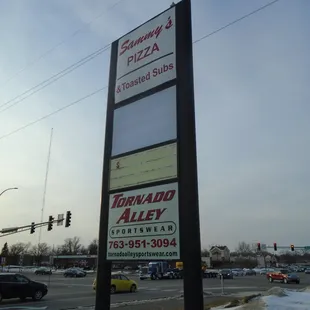 Sammy's
PIZZA
& Toasted Subs
TORNADO
ALLEY
SPORTSWEAR
763-951-3094
tornadoalleysportswear.com